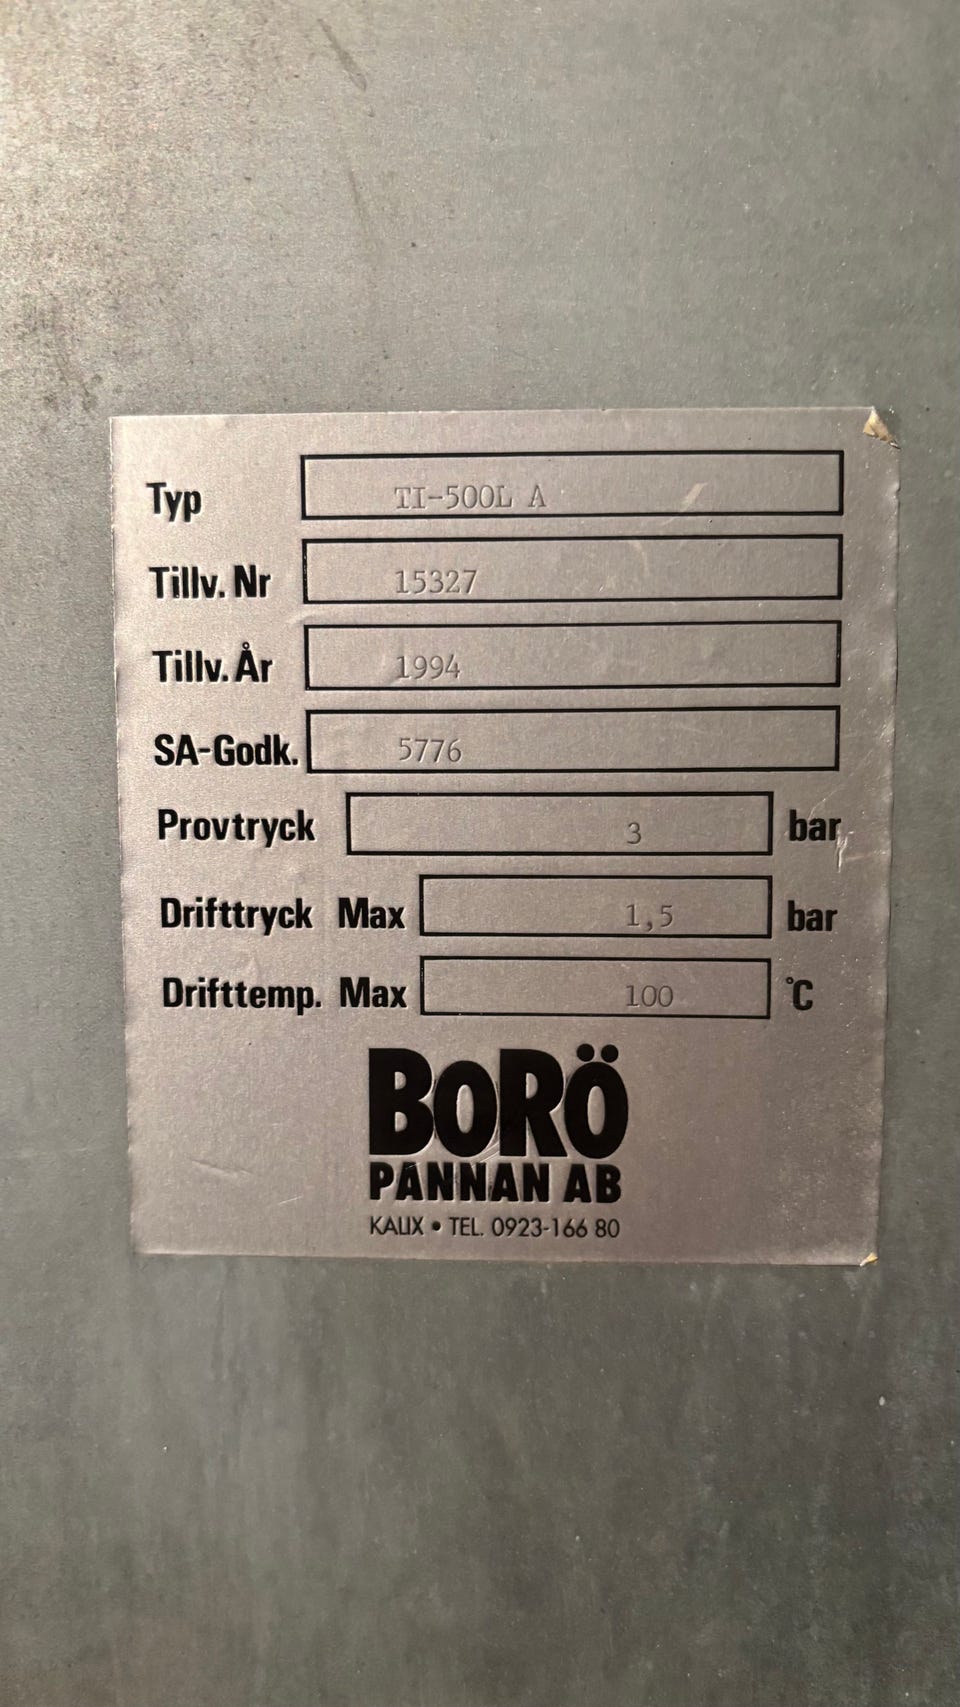 Typ TI-500L A
Tillv. Nr 15327
Tillv. År 1994
SA-Godk. 5776
Provtryck 3 bar
Drifttryck Max 1,5 bar
Drifttemp. Max 100 °C
BORÖ
PANNAN AB
KALIX • TEL. 0923-166 80